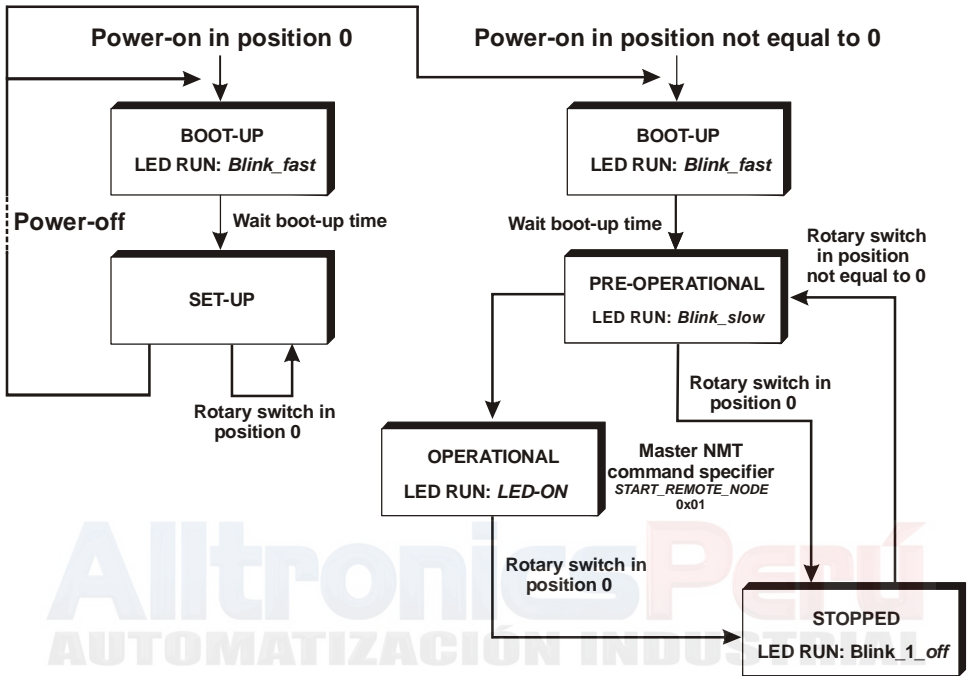 Power-on in position 0
Power-on in position not equal to 0
BOOT-UP
LED RUN: Blink_fast
BOOT-UP
LED RUN: Blink_fast
Power-off
Wait boot-up time
Wait boot-up time
Rotary switch
in position
not equal to 0
SET-UP
PRE-OPERATIONAL
LED RUN: Blink_slow
Rotary switch in
position 0
Rotary switch in
position 0
OPERATIONAL
LED RUN: LED-ON
Master NMT
command specifier
START_REMOTE_NODE
0x01
Rotary switch in
position 0
STOPPED
LED RUN: Blink_1_off
AlltronicsPerú
AUTOMATIZACIÓN INDUSTRIAL